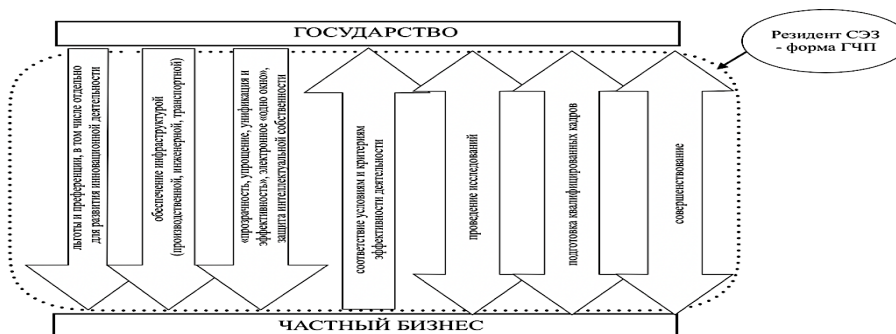 ГОСУДАРСТВО
Резидент СЭЗ
- форма ГЧП
льготы и преференции, в том числе отдельно
для развития инновационной деятельности
обеспечение инфраструктурой
(производственной, инженерной, транспортной)
«прозрачность, упрощение, унификация и
эффективность», электронное «одно окно»,
защита интеллектуальной собственности
соответствие условиям и критериям
эффективности деятельности
проведение исследований
подготовка квалифицированных кадров
совершенствование
ЧАСТНЫЙ БИЗНЕС